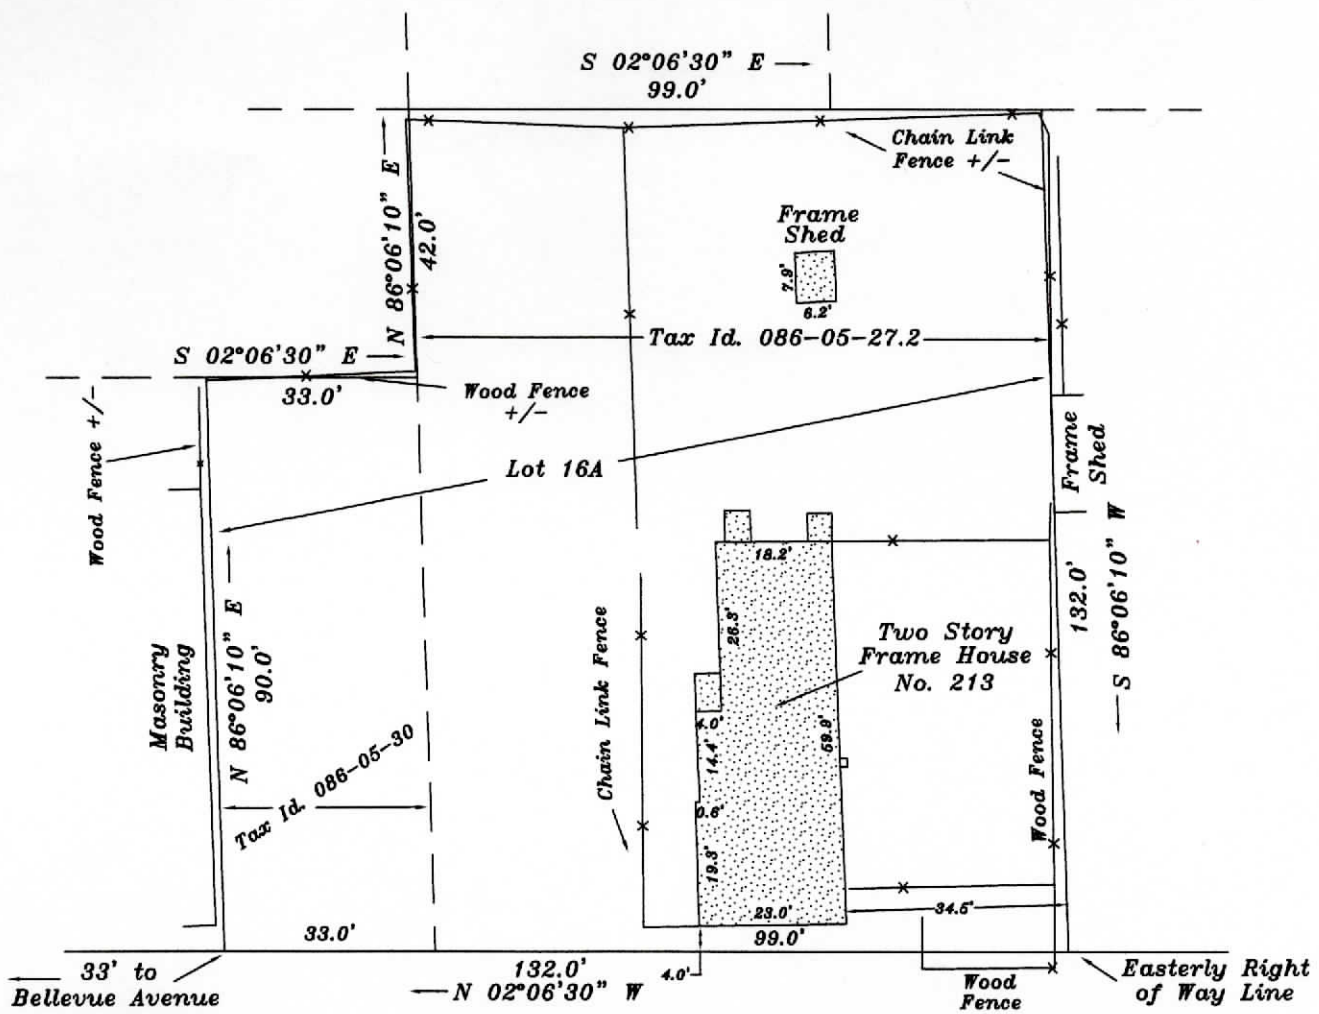 S 02°06'30" E
99.0'
Chain Link
Fence +/-
N 86°06'10" E
42.0'
Frame
Shed
7.9'
6.2'
Tax Id. 086-05-27.2
S 02°06'30" E
33.0'
Wood Fence
+/-
Wood Fence +/-
Lot 16A
Frame
Shed
18.2'
26.3'
132.0'
S 86°06'10" W
Two Story
Frame House
No. 213
N 86°06'10" E
90.0'
Masonry
Building
Chain Link Fence
4.0'
14.4'
59.9'
0.6'
19.3'
Wood Fence
Tax Id. 086-05-30
23.0'
34.5'
33.0'
99.0'
33' to
Bellevue Avenue
132.0'
4.0'
N 02°06'30" W
Wood
Fence
Easterly Right
of Way Line